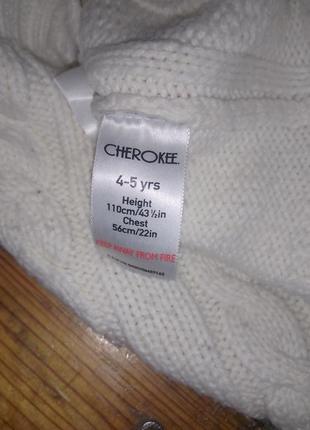 CHEROKEE.
4-5 yrs
Height
110cm/43½in
Chest
56cm/22in
KEEP AWAY FROM FIRE